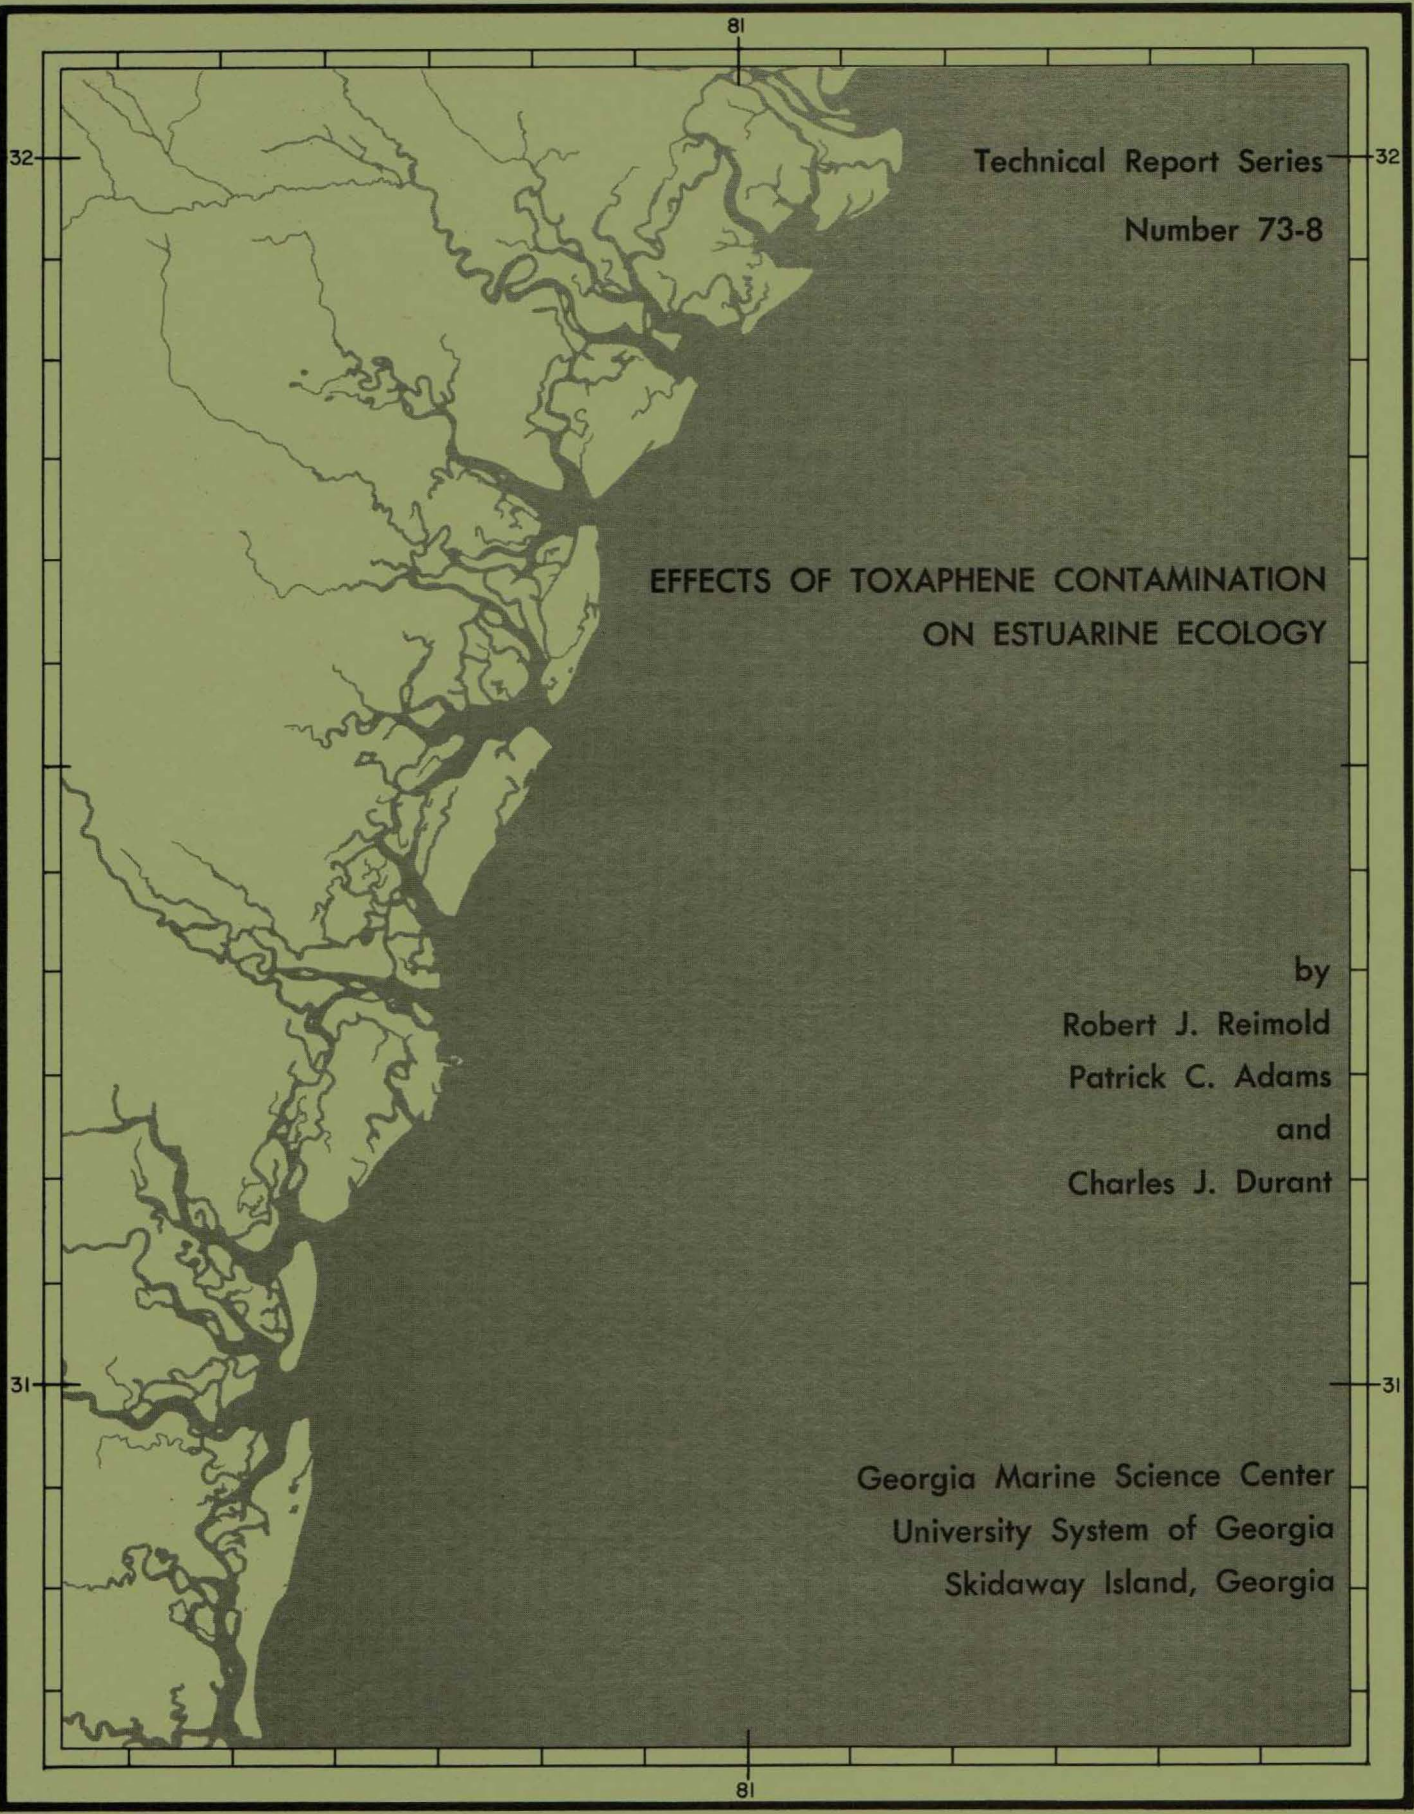 81
32
Technical Report Series
32
Number 73-8
EFFECTS OF TOXAPHENE CONTAMINATION
ON ESTUARINE ECOLOGY
by
Robert J. Reimold
Patrick C. Adams
and
Charles J. Durant
31
31
Georgia Marine Science Center
University System of Georgia
Skidaway Island, Georgia
81